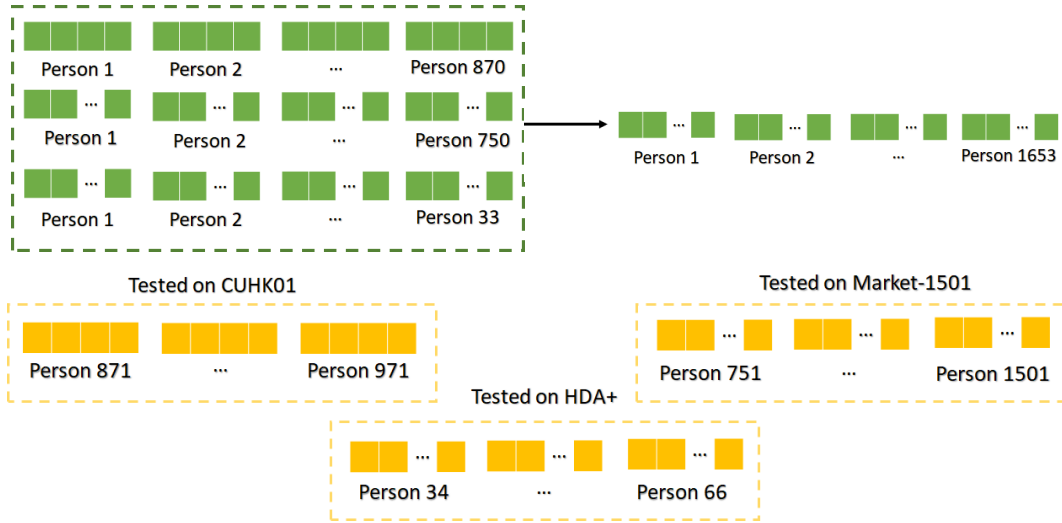 Person 1 Person 2 ... Person 870
... ... ... ...
Person 1 Person 2 ... Person 750
... ... ... ...
Person 1 Person 2 ... Person 33
... ... ... ...
Person 1 Person 2 ... Person 1653
Tested on CUHK01
Person 871 ... Person 971
Tested on Market-1501
... ... ...
Person 751 ... Person 1501
Tested on HDA+
... ... ...
Person 34 ... Person 66